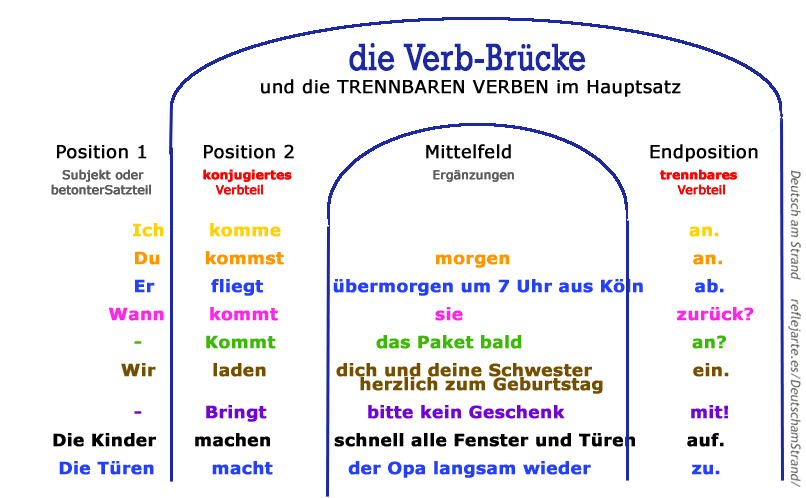 die Verb-Brücke
und die TRENNBAREN VERBEN im Hauptsatz
Position 1 Position 2 Mittelfeld Endposition
Subjekt oder konjugiertes Ergänzungen trennbares
betonterSatzteil Verbteil Verbteil
Ich komme an.
Du kommst morgen an.
Er fliegt übermorgen um 7 Uhr aus Köln ab.
Wann kommt sie zurück?
- Kommt das Paket bald an?
Wir laden dich und deine Schwester ein.
herzlich zum Geburtstag
- Bringt bitte kein Geschenk mit!
Die Kinder machen schnell alle Fenster und Türen auf.
Die Türen macht der Opa langsam wieder zu.
Deutsch am Strand reflejarte.es/DeutschamStrand/